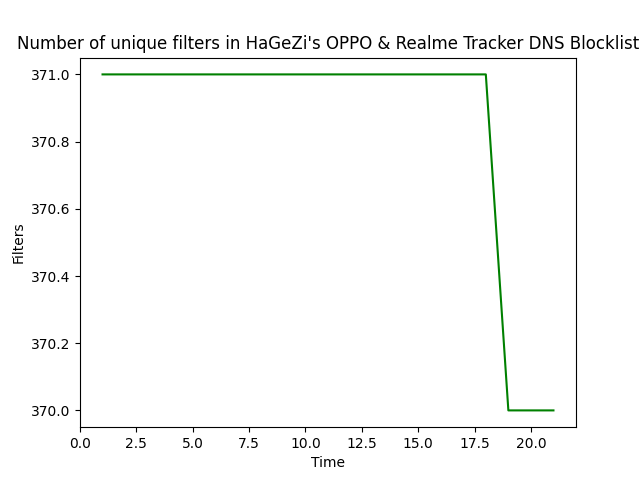 Number of unique filters in HaGeZi's OPPO & Realme Tracker DNS Blocklist
371.0
370.8
370.6
370.4
370.2
370.0
Filters
0.0 2.5 5.0 7.5 10.0 12.5 15.0 17.5 20.0
Time